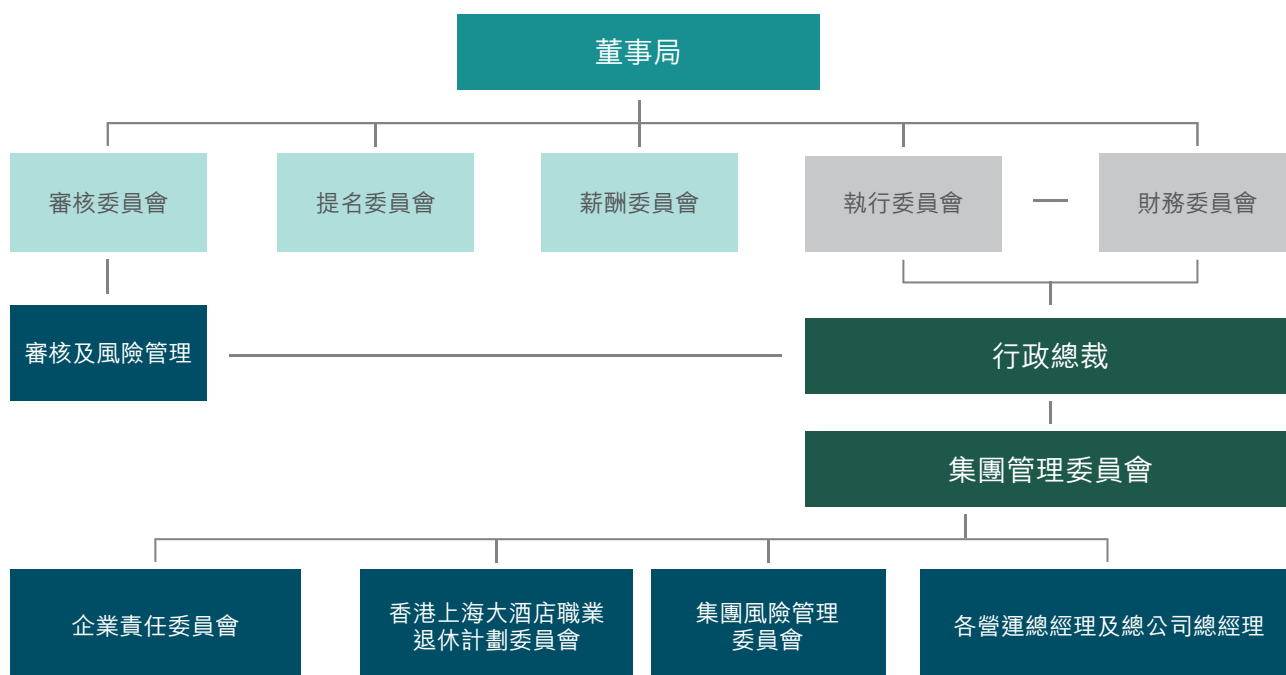 董事局
審核委員會
提名委員會
薪酬委員會
執行委員會
財務委員會
審核及風險管理
行政總裁
集團管理委員會
企業責任委員會
香港上海大酒店職業
退休計劃委員會
集團風險管理
委員會
各營運總經理及總公司總經理